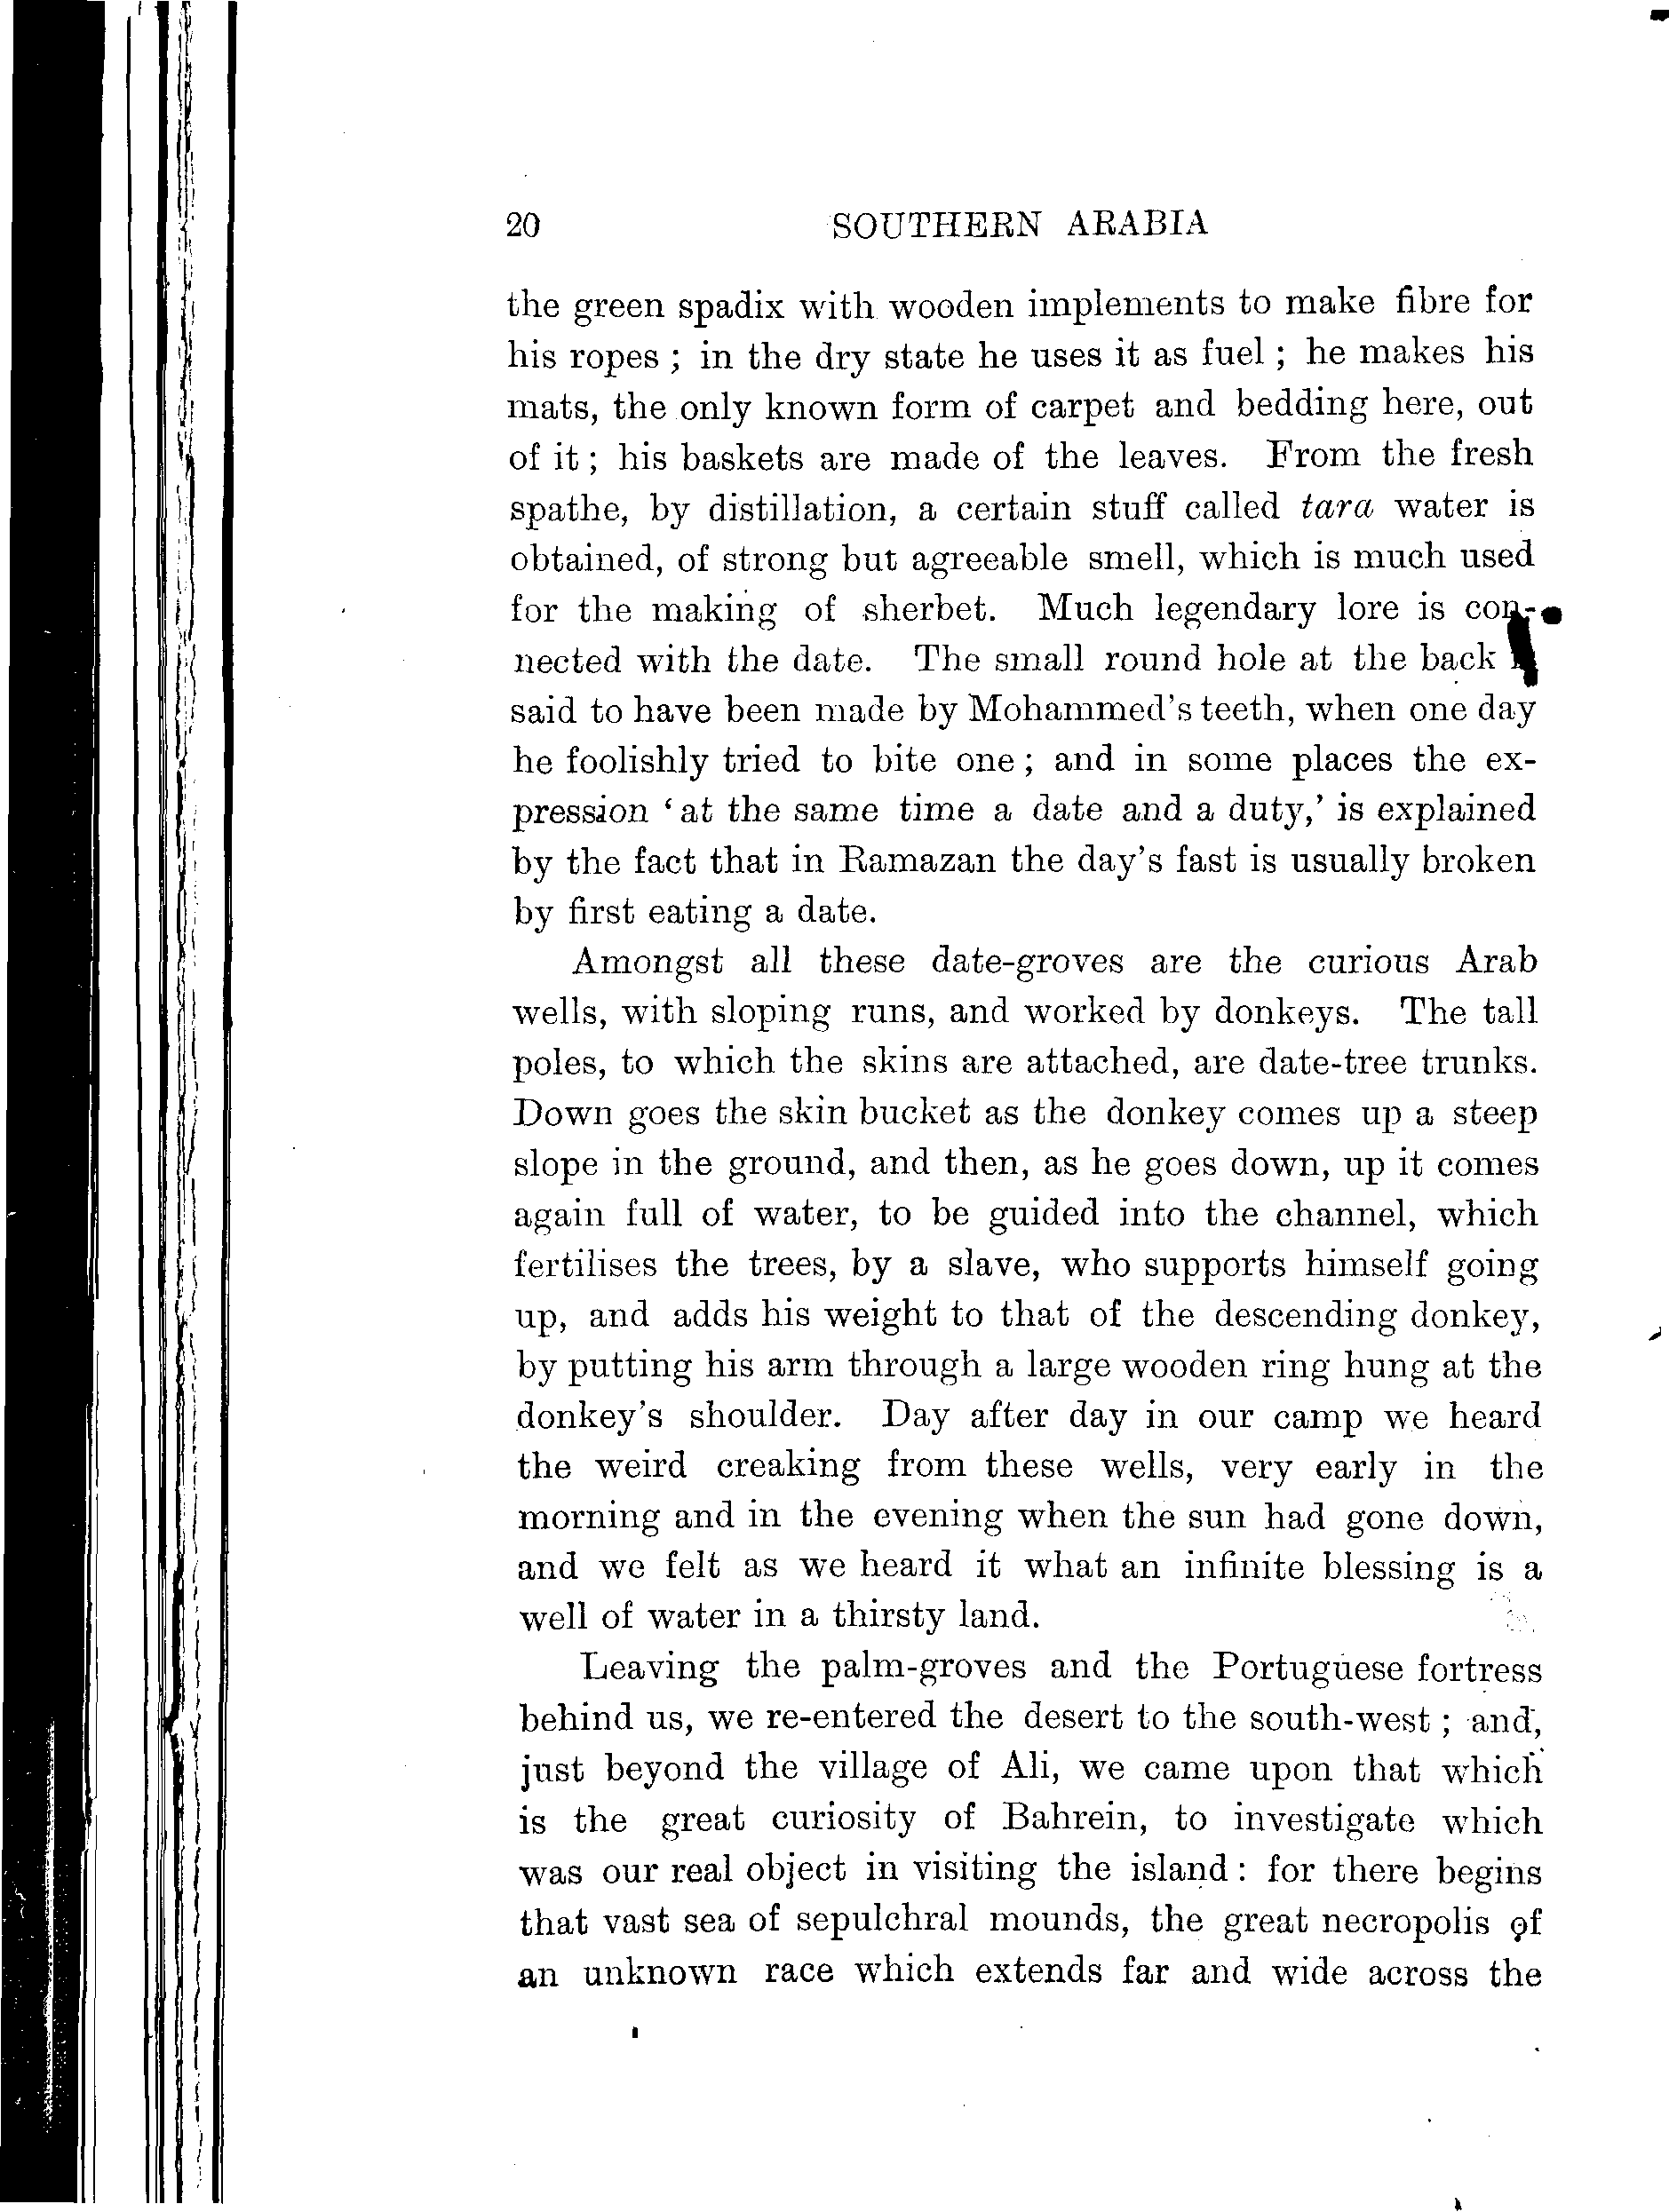 20 SOUTHERN ARABIA
the green spadix with wooden implements to make fibre for
his ropes ; in the dry state he uses it as fuel ; he makes his
mats, the only known form of carpet and bedding here, out
of it ; his baskets are made of the leaves. From the fresh
spathe, by distillation, a certain stuff called tara water is
obtained, of strong but agreeable smell, which is much used
for the making of sherbet. Much legendary lore is con-
nected with the date. The small round hole at the back
said to have been made by Mohammed's teeth, when one day
he foolishly tried to bite one ; and in some places the ex-
pression ‘at the same time a date and a duty,’ is explained
by the fact that in Ramazan the day's fast is usually broken
by first eating a date.
Amongst all these date-groves are the curious Arab
wells, with sloping runs, and worked by donkeys. The tall
poles, to which the skins are attached, are date-tree trunks.
Down goes the skin bucket as the donkey comes up a steep
slope in the ground, and then, as he goes down, up it comes
again full of water, to be guided into the channel, which
fertilises the trees, by a slave, who supports himself going
up, and adds his weight to that of the descending donkey,
by putting his arm through a large wooden ring hung at the
donkey's shoulder. Day after day in our camp we heard
the weird creaking from these wells, very early in the
morning and in the evening when the sun had gone down,
and we felt as we heard it what an infinite blessing is a
well of water in a thirsty land.
Leaving the palm-groves and the Portuguese fortress
behind us, we re-entered the desert to the south-west ; and,
just beyond the village of Ali, we came upon that which
is the great curiosity of Bahrein, to investigate which
was our real object in visiting the island : for there begins
that vast sea of sepulchral mounds, the great necropolis of
an unknown race which extends far and wide across the